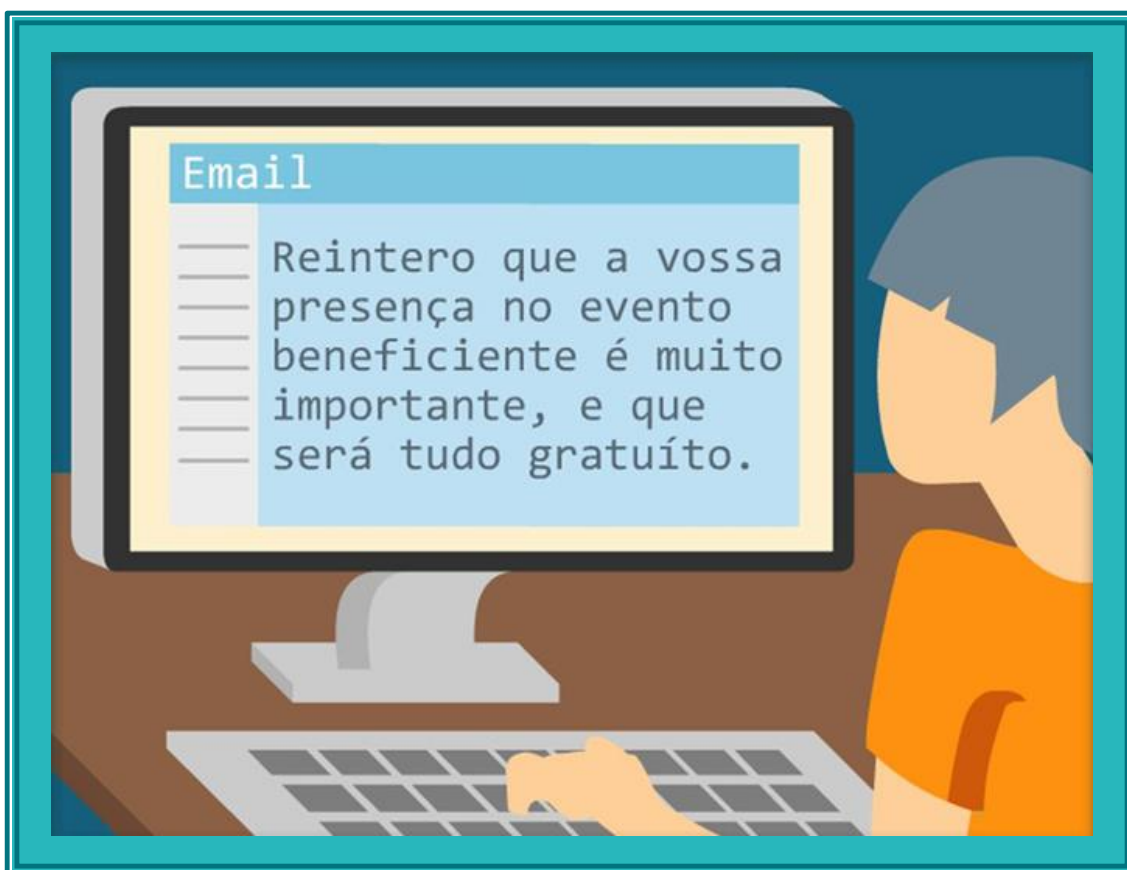 Email
Reintero que a vossa
presença no evento
beneficiente é muito
importante, e que
será tudo gratuíto.